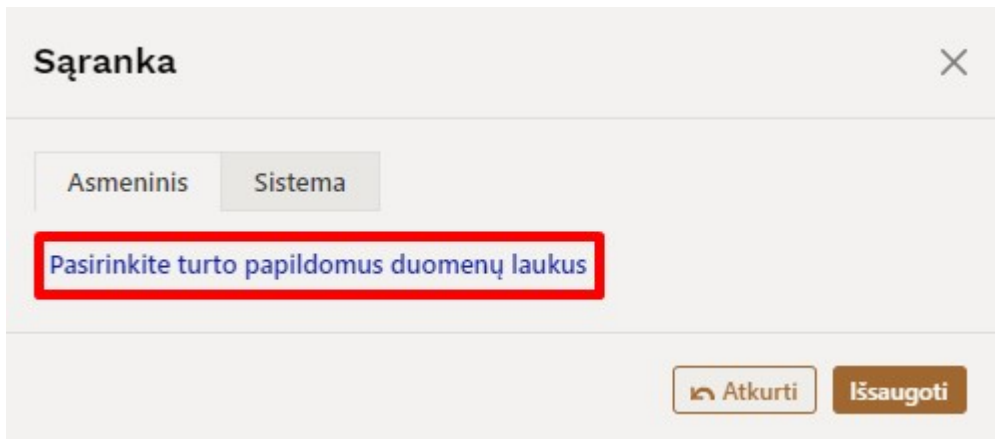 Sąranka
Asmeninis Sistema
Pasirinkite turto papildomus duomenų laukus
Atkurti Išsaugoti